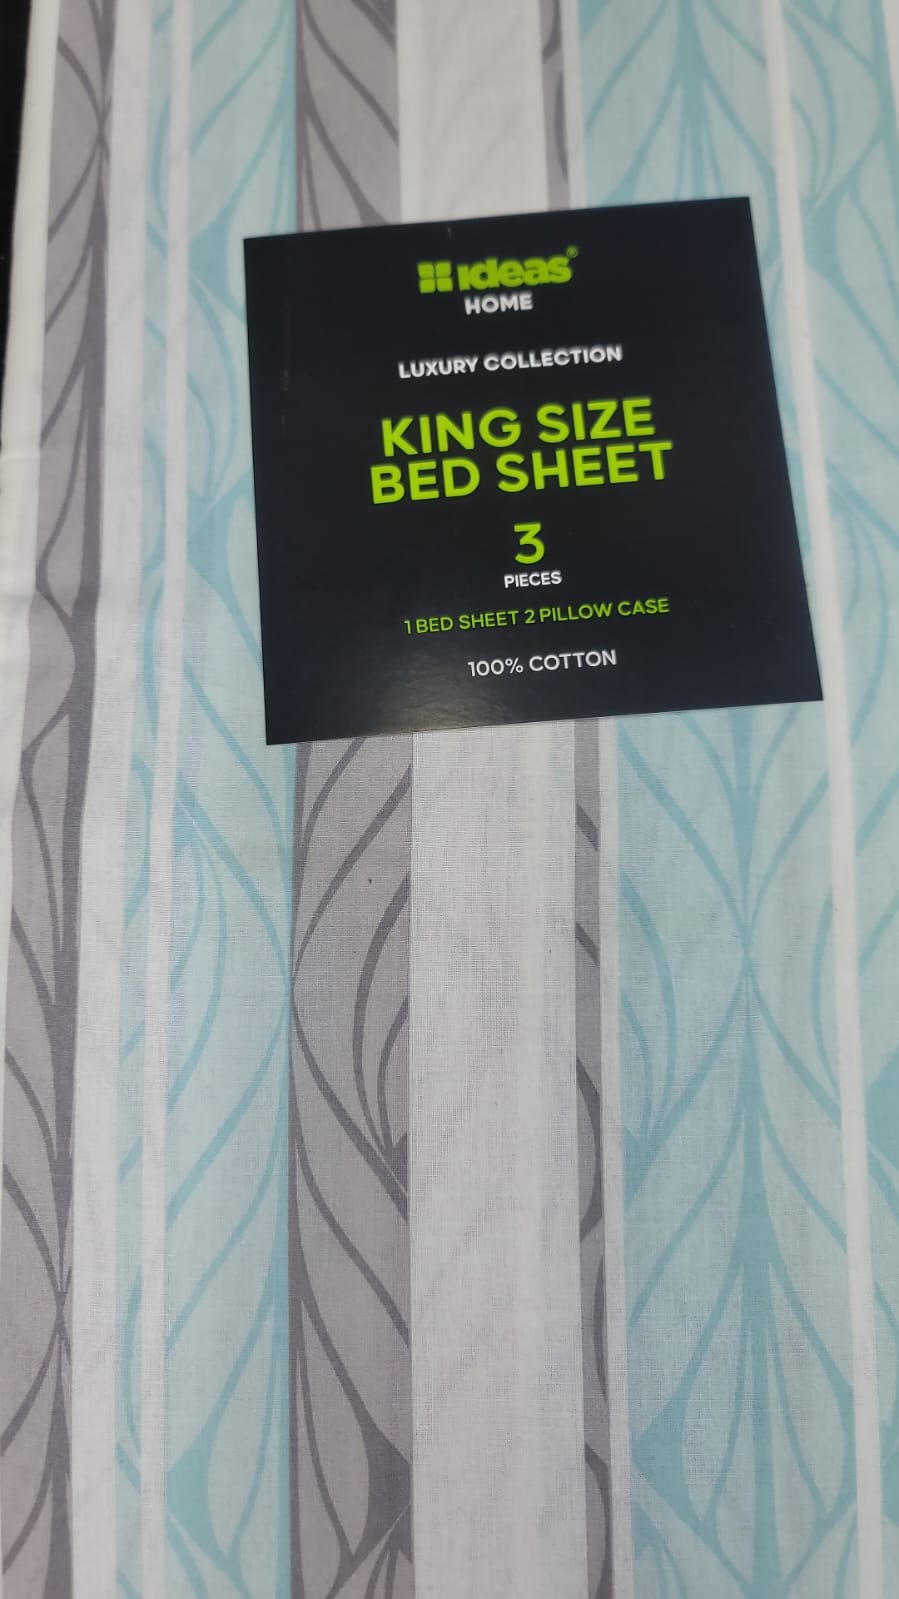 ideas®
HOME
LUXURY COLLECTION
KING SIZE
BED SHEET
3
PIECES
1 BED SHEET 2 PILLOW CASE
100% COTTON